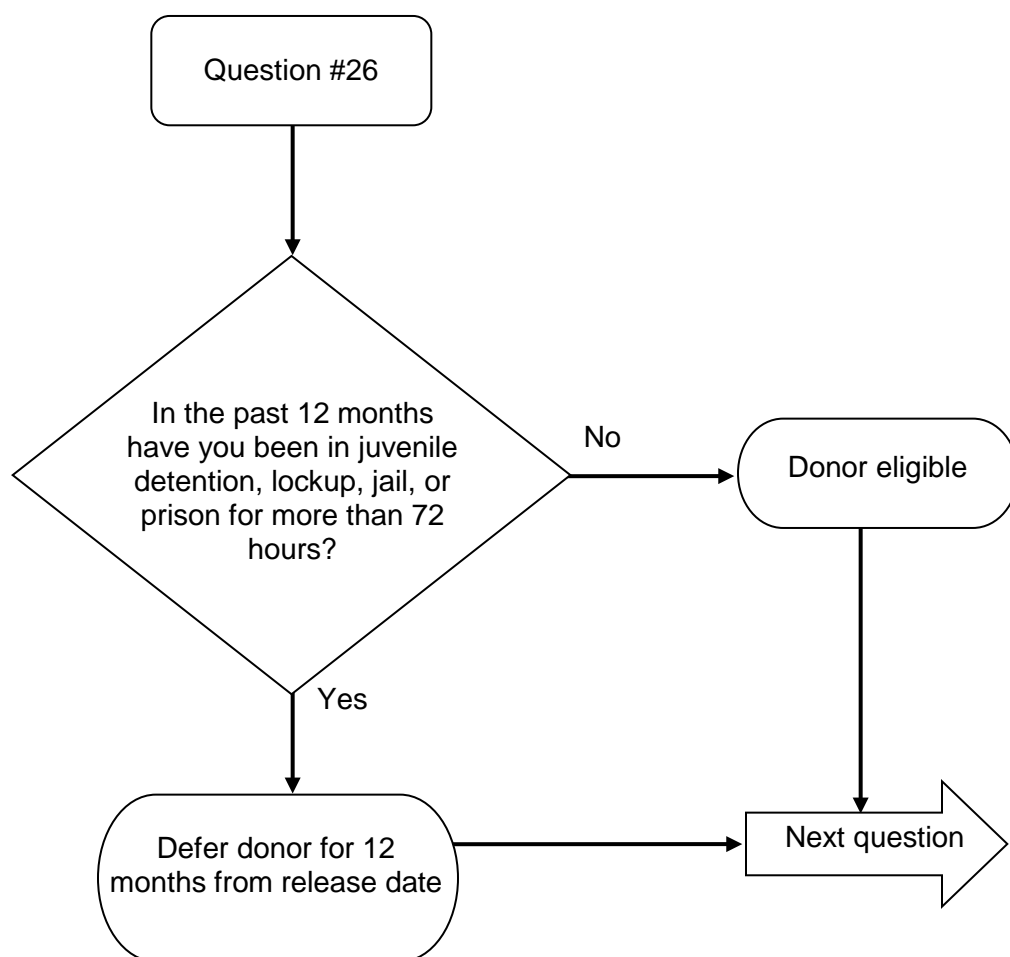 Question #26
In the past 12 months
have you been in juvenile
detention, lockup, jail, or
prison for more than 72
hours?
No
Donor eligible
Yes
Defer donor for 12
months from release date
Next question